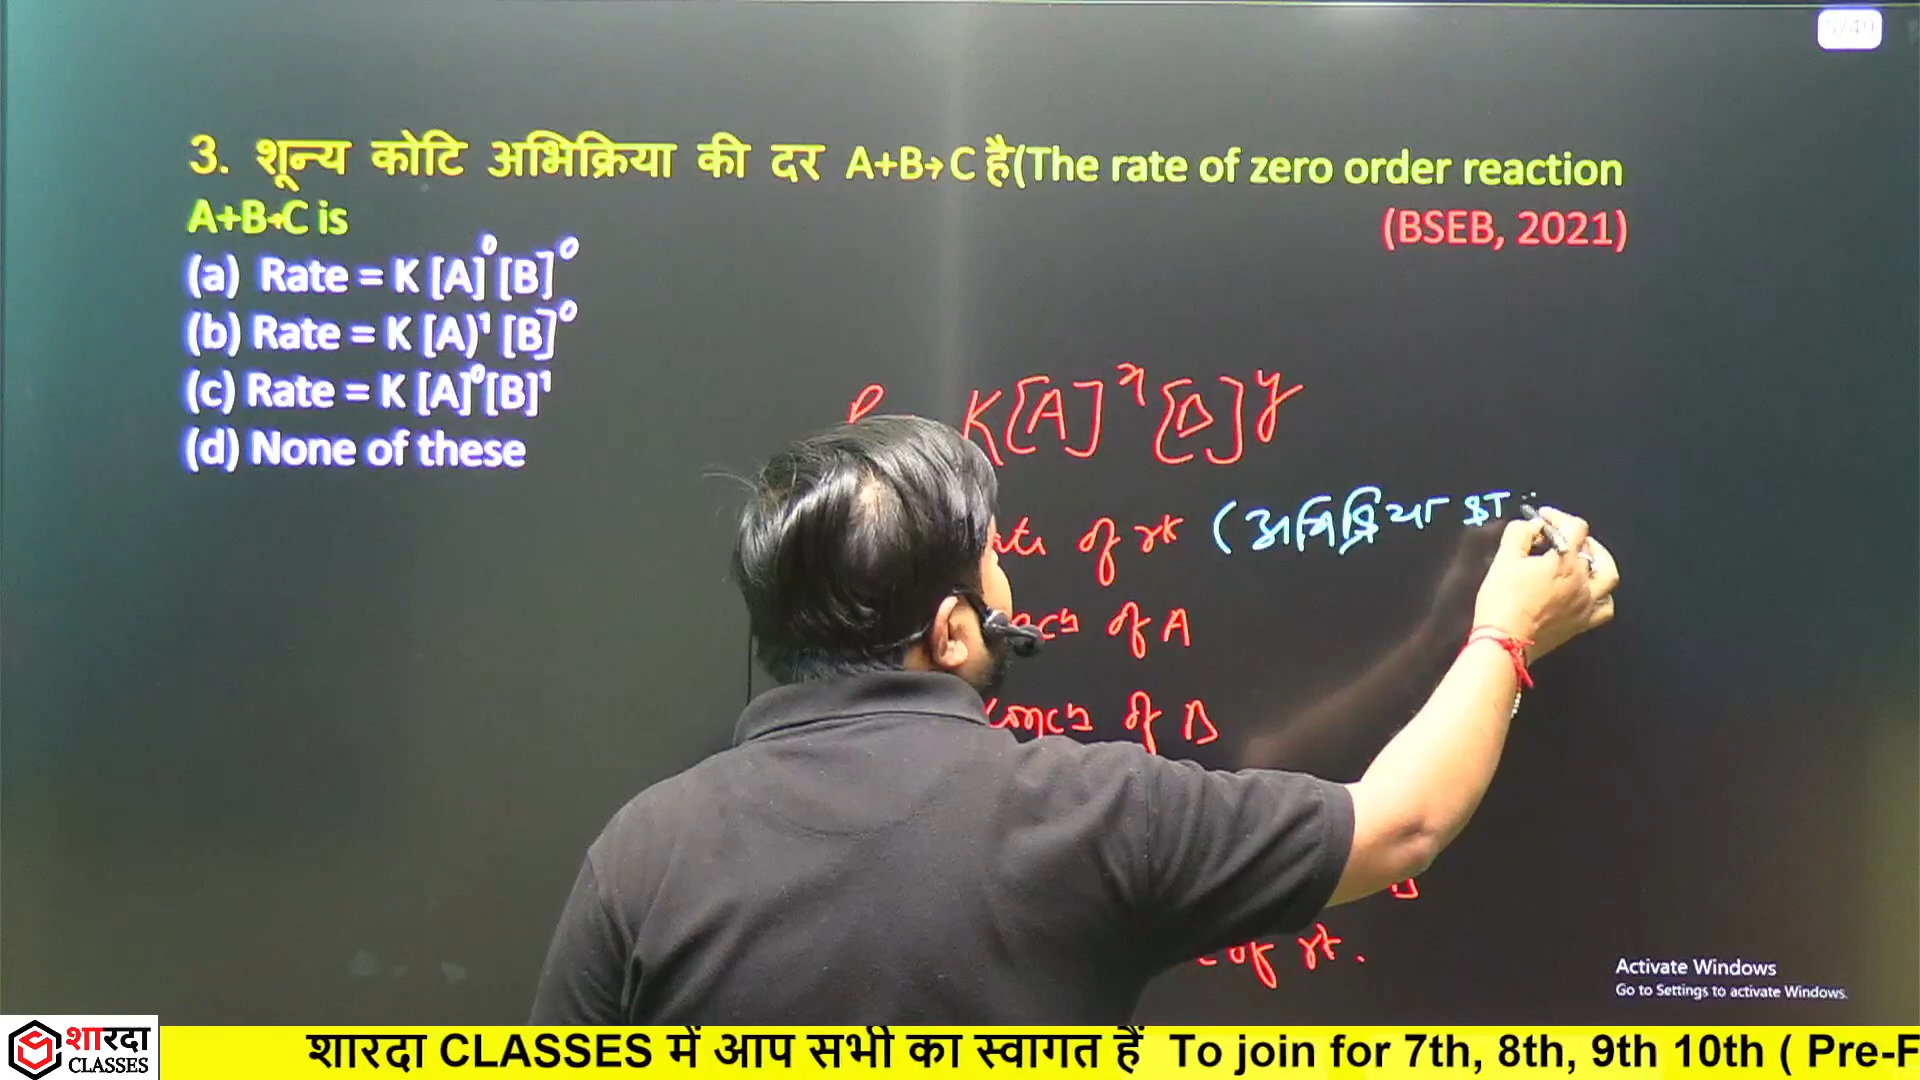 3. शून्य कोटि अभिक्रिया की दर A+B→C है(The rate of zero order reaction
A+B→C is
(BSEB, 2021)
(a) Rate = K [A]⁰ [B]⁰
(b) Rate = K [A)¹ [B]⁰
(c) Rate = K [A]⁰[B]¹
(d) None of these
K[A]ˣ[B]ʸ
of rk (अभिक्रिया का
of A
of B
of rk.
Activate Windows
Go to Settings to activate Windows.
शारदा
CLASSES
शारदा CLASSES में आप सभी का स्वागत हैं To join for 7th, 8th, 9th 10th ( Pre-F